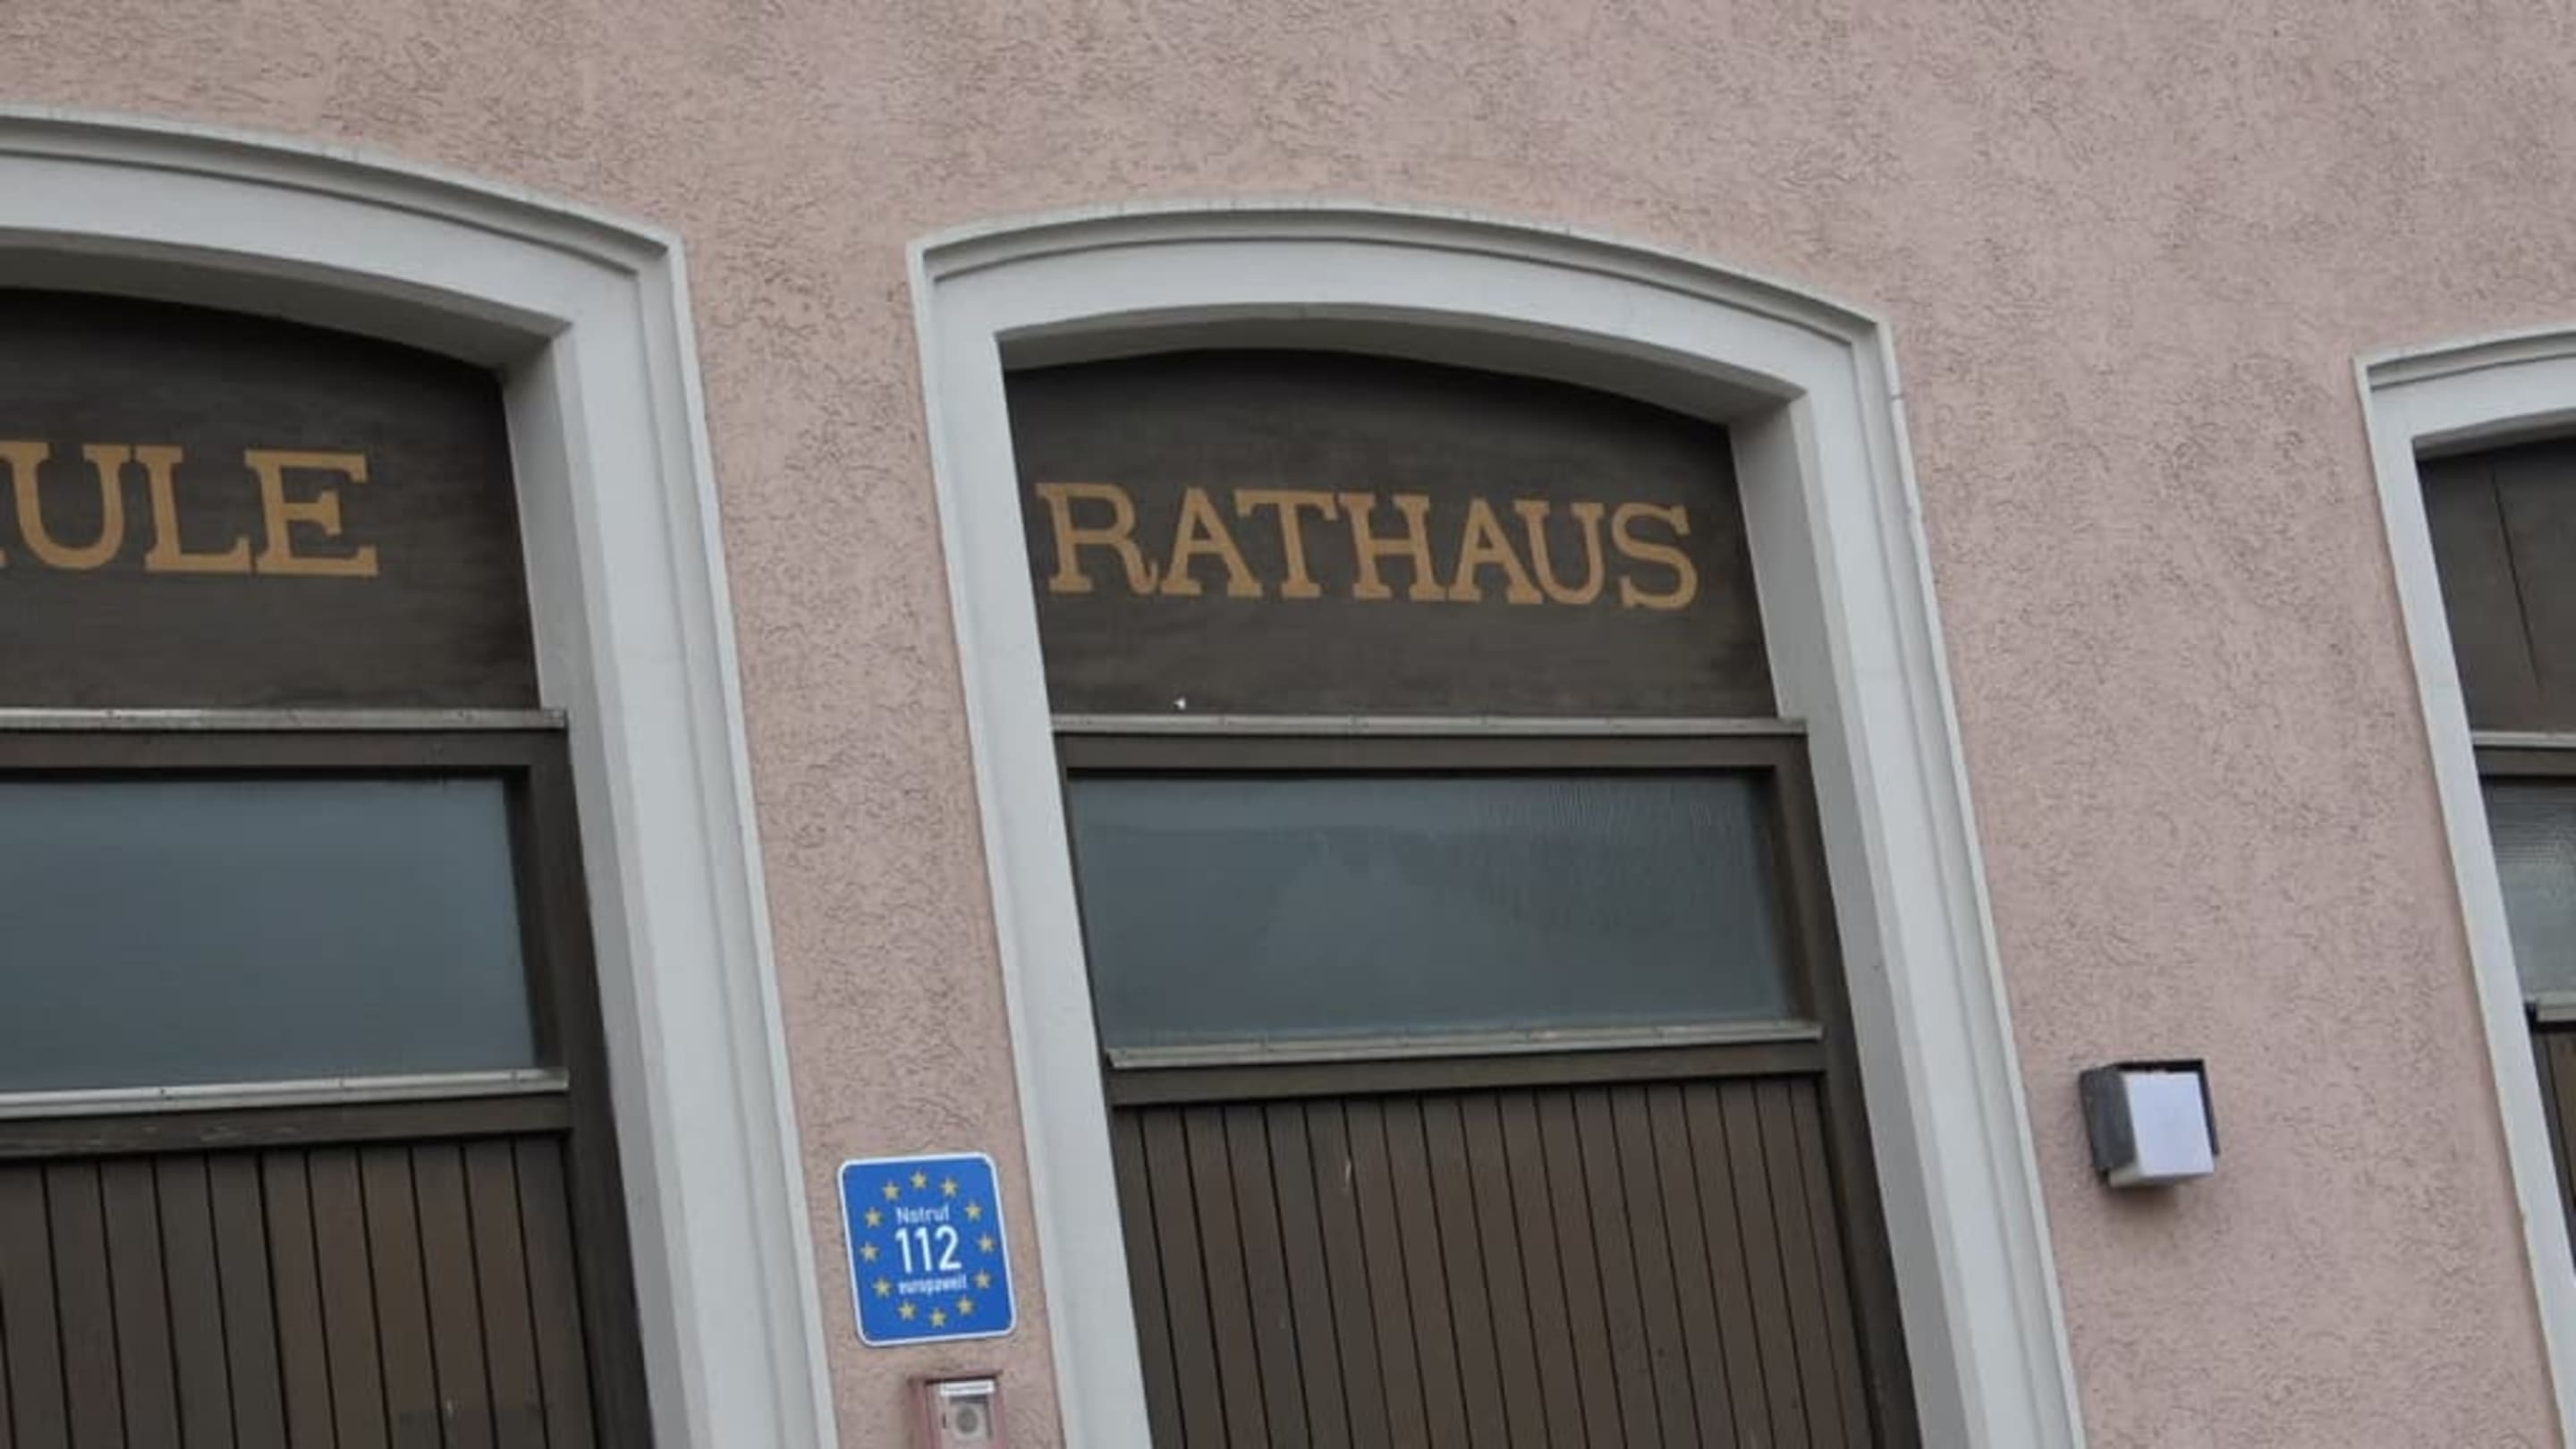 ULE
RATHAUS
Notruf
112
europaweit